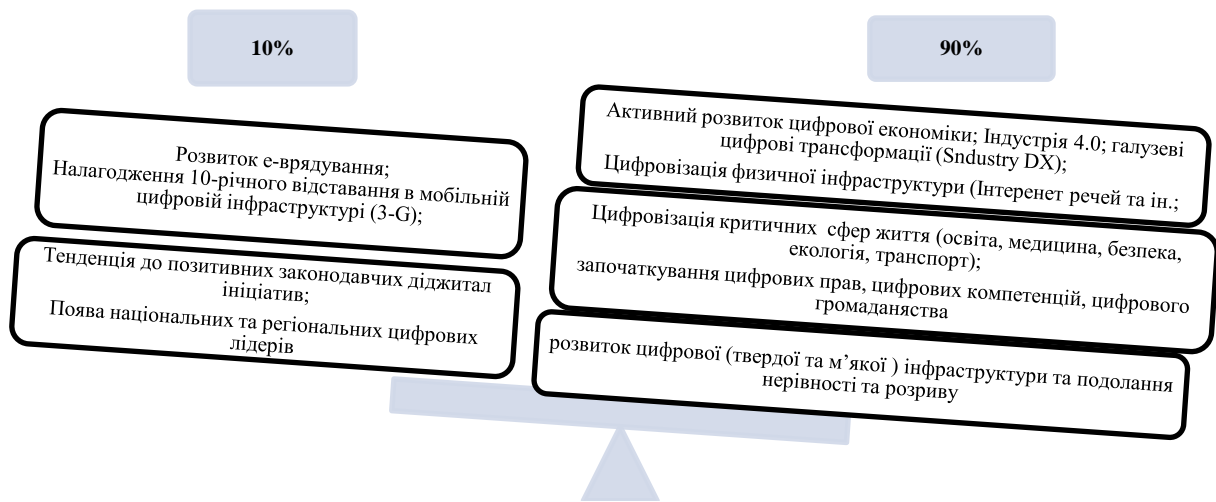 10%
Розвиток е-врядування;
Налагодження 10-річного відставання в мобільній
цифровій інфраструктурі (3-G);
Тенденція до позитивних законодавчих діджитал
ініціатив;
Поява національних та регіональних цифрових
лідерів
90%
Активний розвиток цифрової економіки; Індустрія 4.0; галузеві
цифрові трансформації (Sndustry DX);
Цифровізація физичної інфраструктури (Інтеренет речей та ін.;
Цифровізація критичних сфер життя (освіта, медицина, безпека,
екологія, транспорт);
започаткування цифрових прав, цифрових компетенцій, цифрового
громаданяства
розвиток цифрової (твердої та м’якої ) інфраструктури та подолання
нерівності та розриву